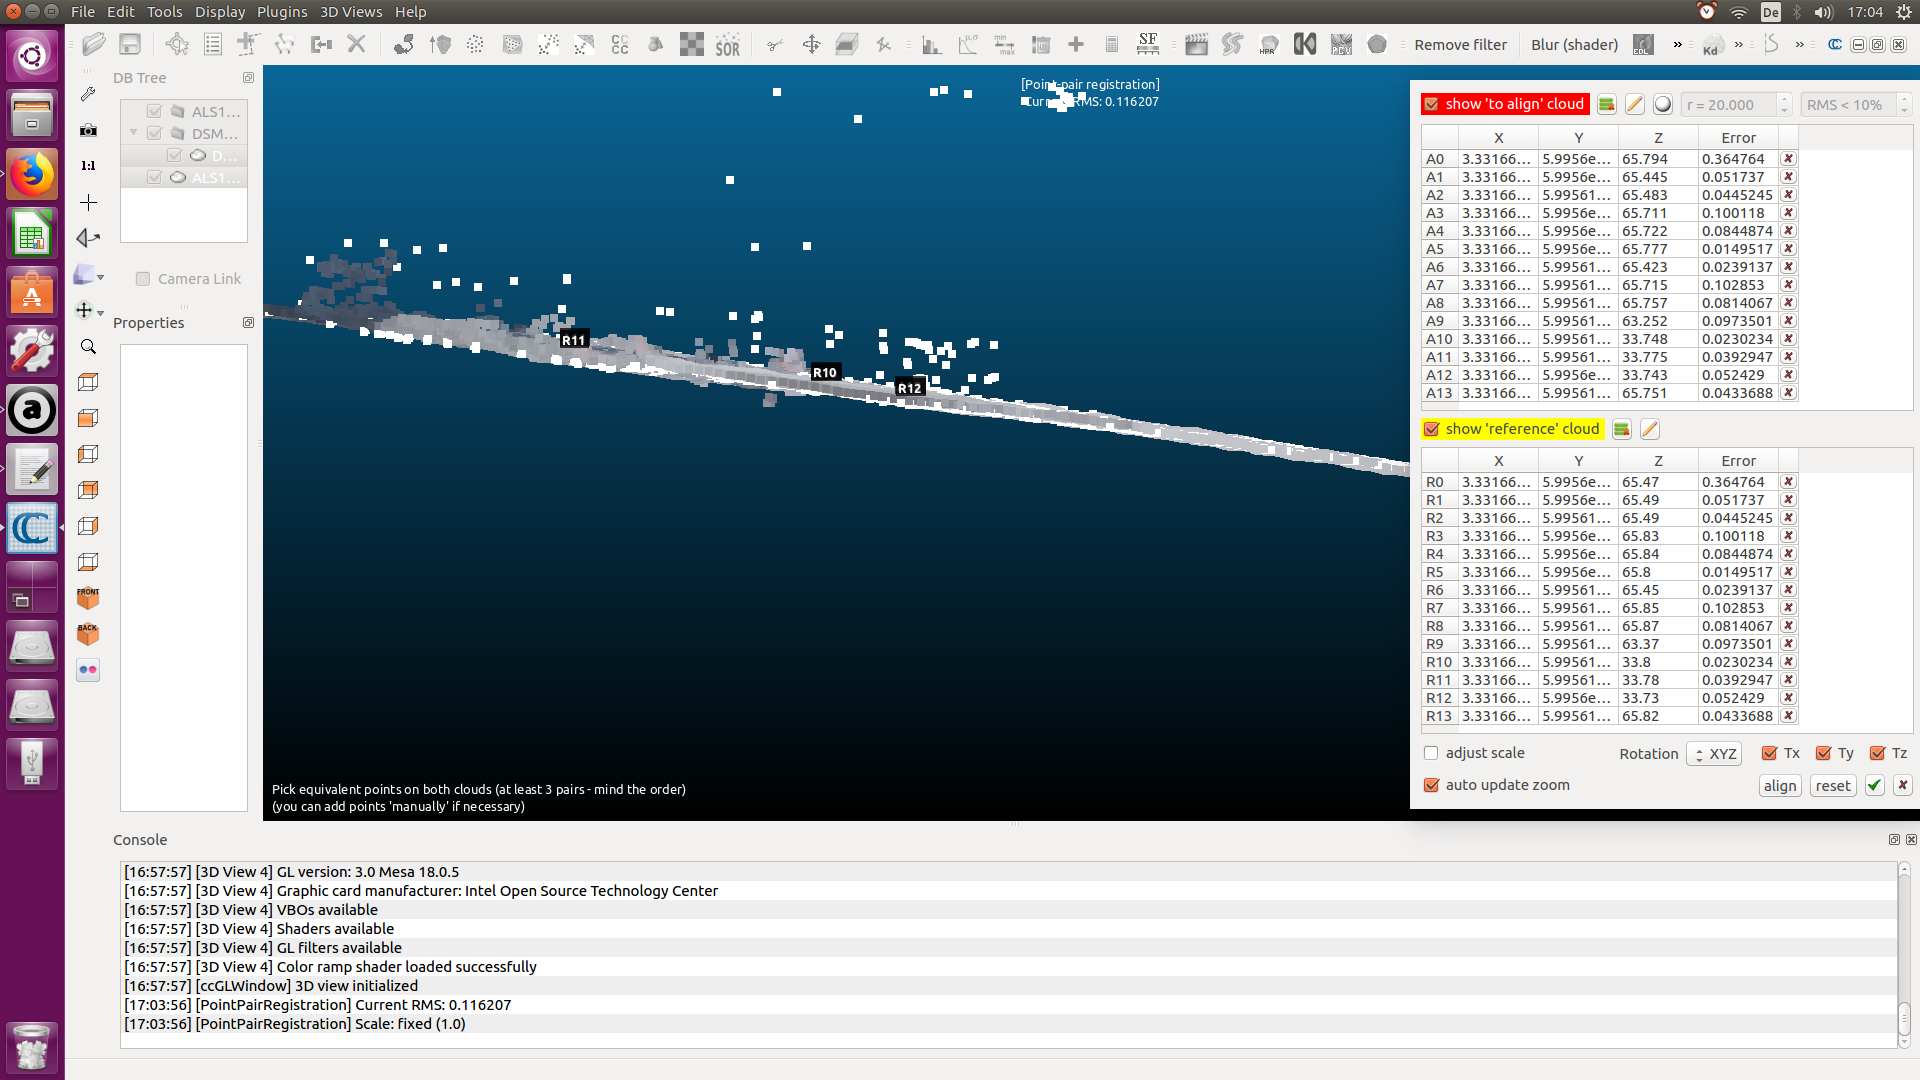 File Edit Tools Display Plugins 3D Views Help
De 17:04
SOR SF Remove filter Blur (shader) EDL » Kd » »
DB Tree
ALS1...
DSM...
D...
ALS1...
Camera Link
Properties
1:1
FRONT
BACK
[Point-pair registration]
RMS: 0.116207
R11
R10
R12
Pick equivalent points on both clouds (at least 3 pairs - mind the order)
(you can add points 'manually' if necessary)
show 'to align' cloud r = 20.000 RMS < 10%
X Y Z Error
A0 3.33166... 5.9956e... 65.794 0.364764
A1 3.33166... 5.9956e... 65.445 0.051737
A2 3.33166... 5.99561... 65.483 0.0445245
A3 3.33166... 5.9956e... 65.711 0.100118
A4 3.33166... 5.9956e... 65.722 0.0844874
A5 3.33166... 5.9956e... 65.777 0.0149517
A6 3.33166... 5.99561... 65.423 0.0239137
A7 3.33166... 5.99561... 65.715 0.102853
A8 3.33166... 5.99561... 65.757 0.0814067
A9 3.33166... 5.99561... 63.252 0.0973501
A10 3.33166... 5.99561... 33.748 0.0230234
A11 3.33166... 5.99561... 33.775 0.0392947
A12 3.33166... 5.99561... 33.743 0.052429
A13 3.33166... 5.99561... 65.751 0.0433688
show 'reference' cloud
X Y Z Error
R0 3.33166... 5.9956e... 65.47 0.364764
R1 3.33166... 5.99561... 65.49 0.051737
R2 3.33166... 5.99561... 65.49 0.0445245
R3 3.33166... 5.9956e... 65.83 0.100118
R4 3.33166... 5.9956e... 65.84 0.0844874
R5 3.33166... 5.9956e... 65.8 0.0149517
R6 3.33166... 5.99561... 65.45 0.0239137
R7 3.33166... 5.99561... 65.85 0.102853
R8 3.33166... 5.99561... 65.87 0.0814067
R9 3.33166... 5.99561... 63.37 0.0973501
R10 3.33166... 5.99561... 33.8 0.0230234
R11 3.33166... 5.99561... 33.78 0.0392947
R12 3.33166... 5.9956e... 33.73 0.052429
R13 3.33166... 5.99561... 65.82 0.0433688
adjust scale Rotation XYZ Tx Ty Tz
auto update zoom align reset
Console
[16:57:57] [3D View 4] GL version: 3.0 Mesa 18.0.5
[16:57:57] [3D View 4] Graphic card manufacturer: Intel Open Source Technology Center
[16:57:57] [3D View 4] VBOs available
[16:57:57] [3D View 4] Shaders available
[16:57:57] [3D View 4] GL filters available
[16:57:57] [3D View 4] Color ramp shader loaded successfully
[16:57:57] [ccGLWindow] 3D view initialized
[17:03:56] [PointPairRegistration] Current RMS: 0.116207
[17:03:56] [PointPairRegistration] Scale: fixed (1.0)